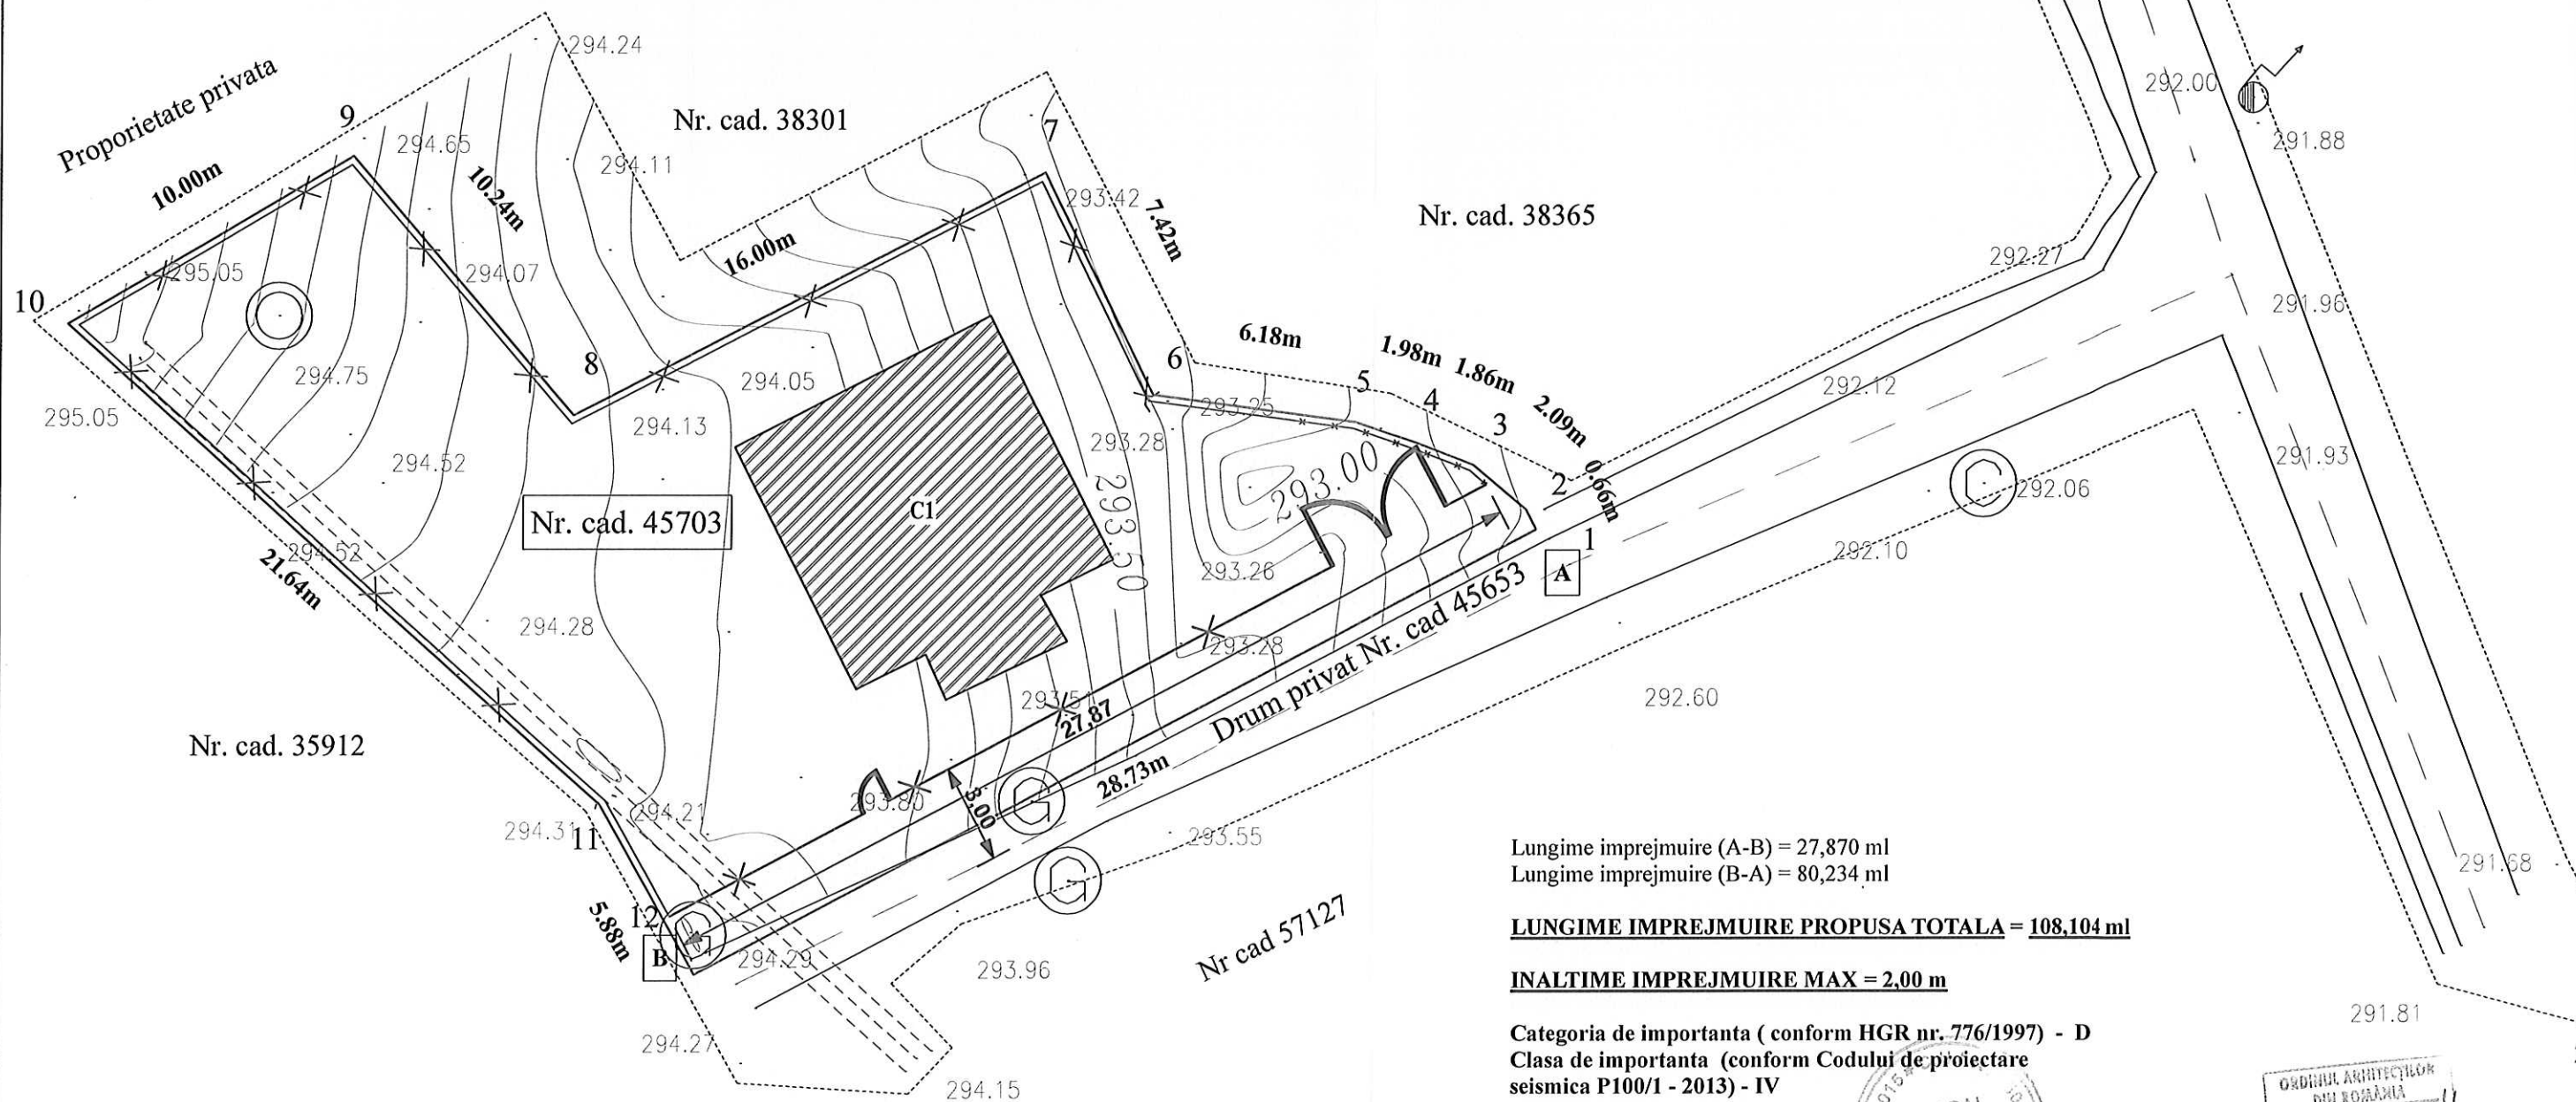 294.24
292.00
Proporietate privata
9
Nr. cad. 38301
7
291.88
294.65
294.11
10.00m
10.24m
293.42
7.42m
Nr. cad. 38365
16.00m
292.27
295.05
294.07
10
291.96
6
6.18m
1.98m
1.86m
8
294.75
294.05
5
4
292.12
295.05
294.13
293.25
3
2.09m
293.28
294.52
293.00
2
0.66m
291.93
292.06
Nr. cad. 45703
C1
293.50
1
A
292.10
294.52
21.64m
293.26
Drum privat Nr. cad 45653
294.28
293.28
293.51
27,87
292.60
Nr. cad. 35912
28.73m
293.80
3.00
G
294.21
294.31
11
293.55
G
Lungime imprejmuire (A-B) = 27,870 ml
Lungime imprejmuire (B-A) = 80,234 ml
291.68
12
5.88m
B
294.29
293.96
Nr cad 57127
LUNGIME IMPREJMUIRE PROPUSA TOTALA = 108,104 ml
INALTIME IMPREJMUIRE MAX = 2,00 m
291.81
294.27
294.15
Categoria de importanta ( conform HGR nr. 776/1997) - D
Clasa de importanta (conform Codului de proiectare
seismica P100/1 - 2013) - IV
ORDINUL ARHITECȚILOR
DIN ROMÂNIA